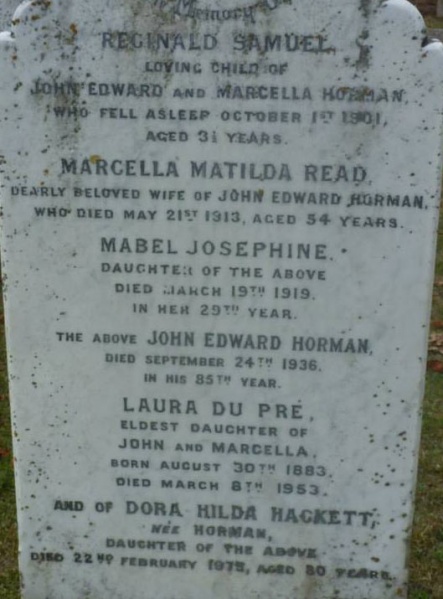 In Memory Of
REGINALD SAMUEL,
LOVING CHILD OF
JOHN EDWARD AND MARCELLA HORMAN,
WHO FELL ASLEEP OCTOBER 1ST 1901,
AGED 3½ YEARS.
MARCELLA MATILDA READ,
DEARLY BELOVED WIFE OF JOHN EDWARD HORMAN,
WHO DIED MAY 21ST 1913, AGED 54 YEARS.
MABEL JOSEPHINE,
DAUGHTER OF THE ABOVE
DIED MARCH 19TH 1919,
IN HER 29TH YEAR.
THE ABOVE JOHN EDWARD HORMAN,
DIED SEPTEMBER 24TH 1936,
IN HIS 85TH YEAR.
LAURA DU PRÉ,
ELDEST DAUGHTER OF
JOHN AND MARCELLA,
BORN AUGUST 30TH 1883,
DIED MARCH 8TH 1953.
AND OF DORA HILDA HACKETT,
NÉE HORMAN,
DAUGHTER OF THE ABOVE
DIED 22ND FEBRUARY 1975, AGED 80 YEARS.